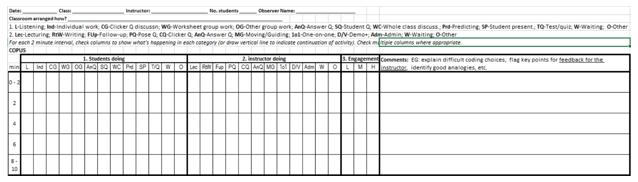 Date: ____________ Class: ____________ Instructor: ____________ No. students ________ Observer Name: ____________
Classroom arranged how?
1. L-Listening; Ind-Individual work; CG-Clicker Q discussn; WG-Worksheet group work; OG-Other group work; AnQ-Answer Q; SQ-Student Q; WC-Whole class discuss.; Prd-Predicting; SP-Student present.; TQ-Test/quiz; W-Waiting; O-Other
2. Lec-Lecturing; RtW-Writing; FUp-Follow-up; PQ-Pose Q; CQ-Clicker Q; AnQ-Answer Q; MG-Moving/Guiding; 1o1-One-on-one; D/V-Demo+; Adm-Admin; W-Waiting; O-Other
For each 2 minute interval, check columns to show what's happening in each category (or draw vertical line to indicate continuation of activity). Check multiple columns where appropriate.
COPUS
1. Students doing 2. Instructor doing 3. Engagement Comments: EG: explain difficult coding choices, flag key points for feedback for the instructor, identify good analogies, etc.
min L Ind CG WG OG AnQ SQ WC Prd SP T/Q W O Lec RtW Fup PQ CQ AnQ MG 1o1 D/V Adm W O L M H
0 - 2
2
4
6
8 -
10